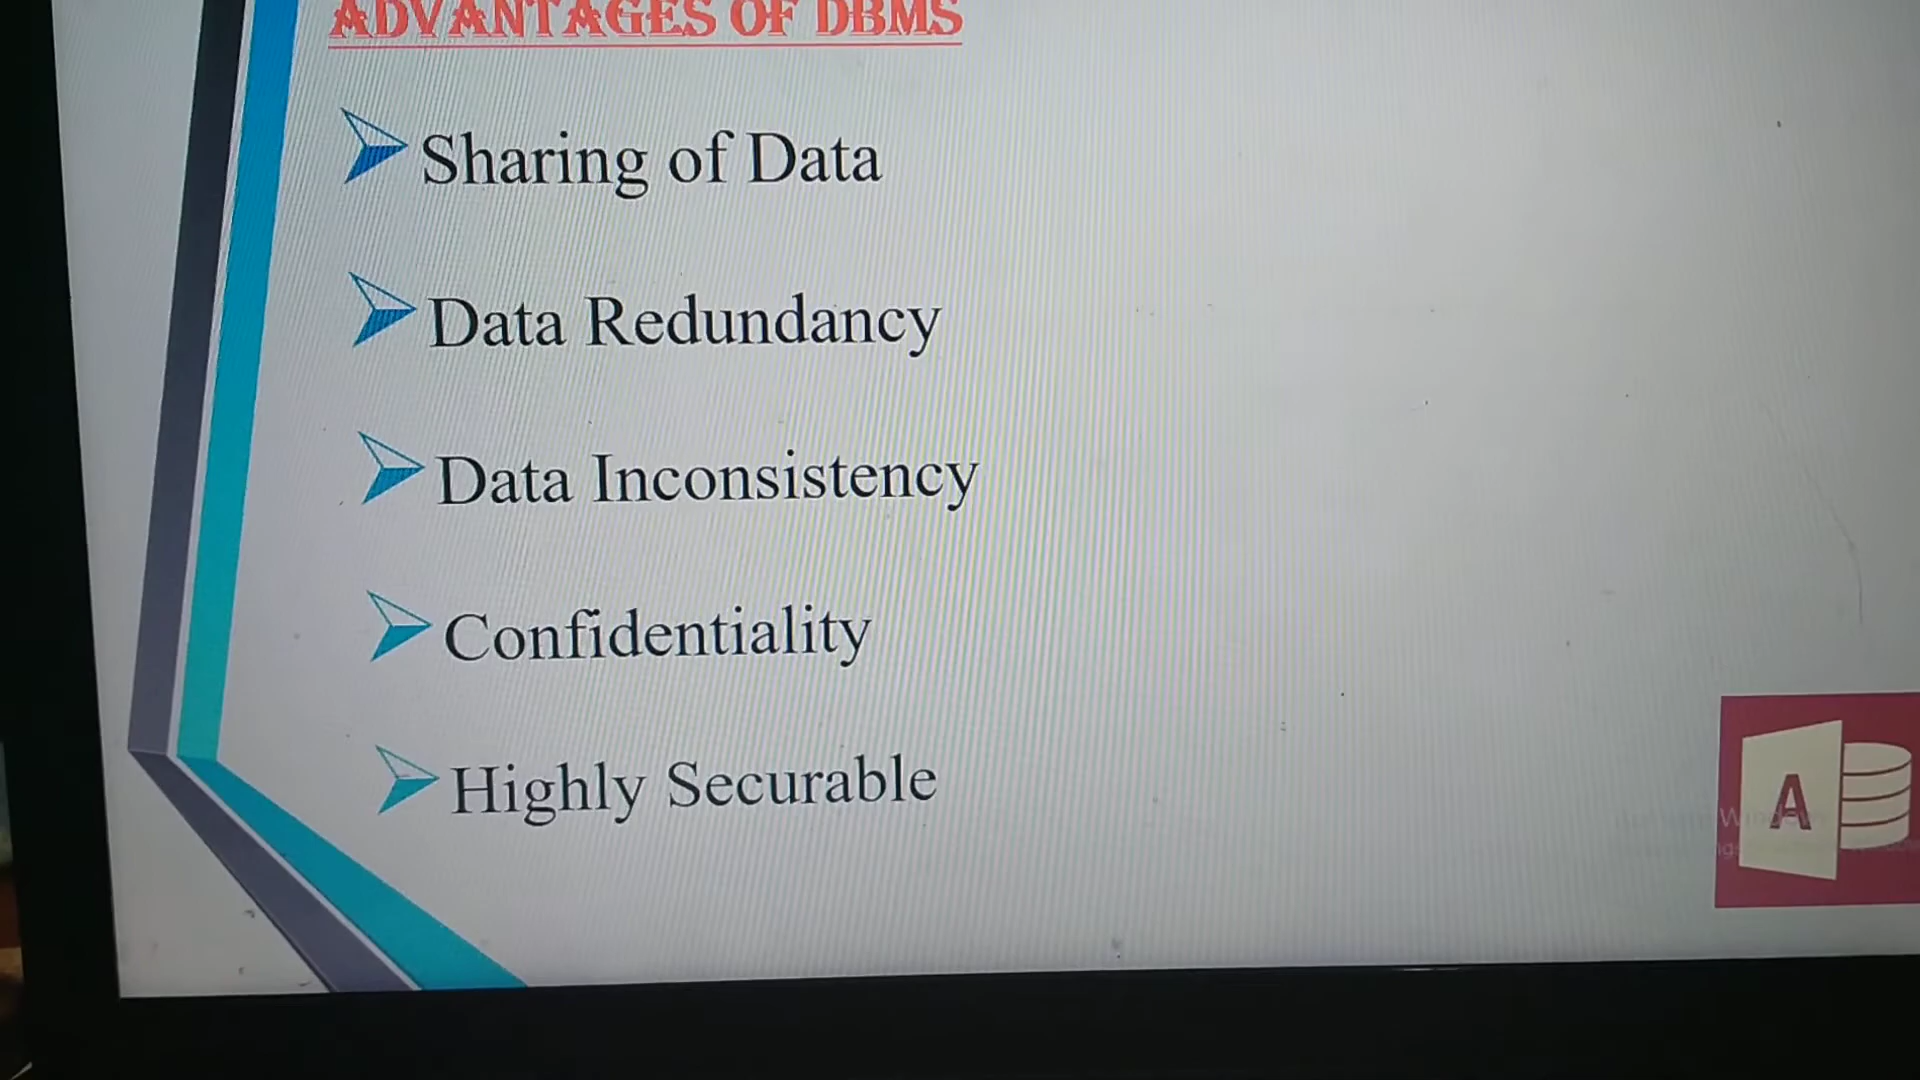 ADVANTAGES OF DBMS
Sharing of Data
Data Redundancy
Data Inconsistency
Confidentiality
Highly Securable
A